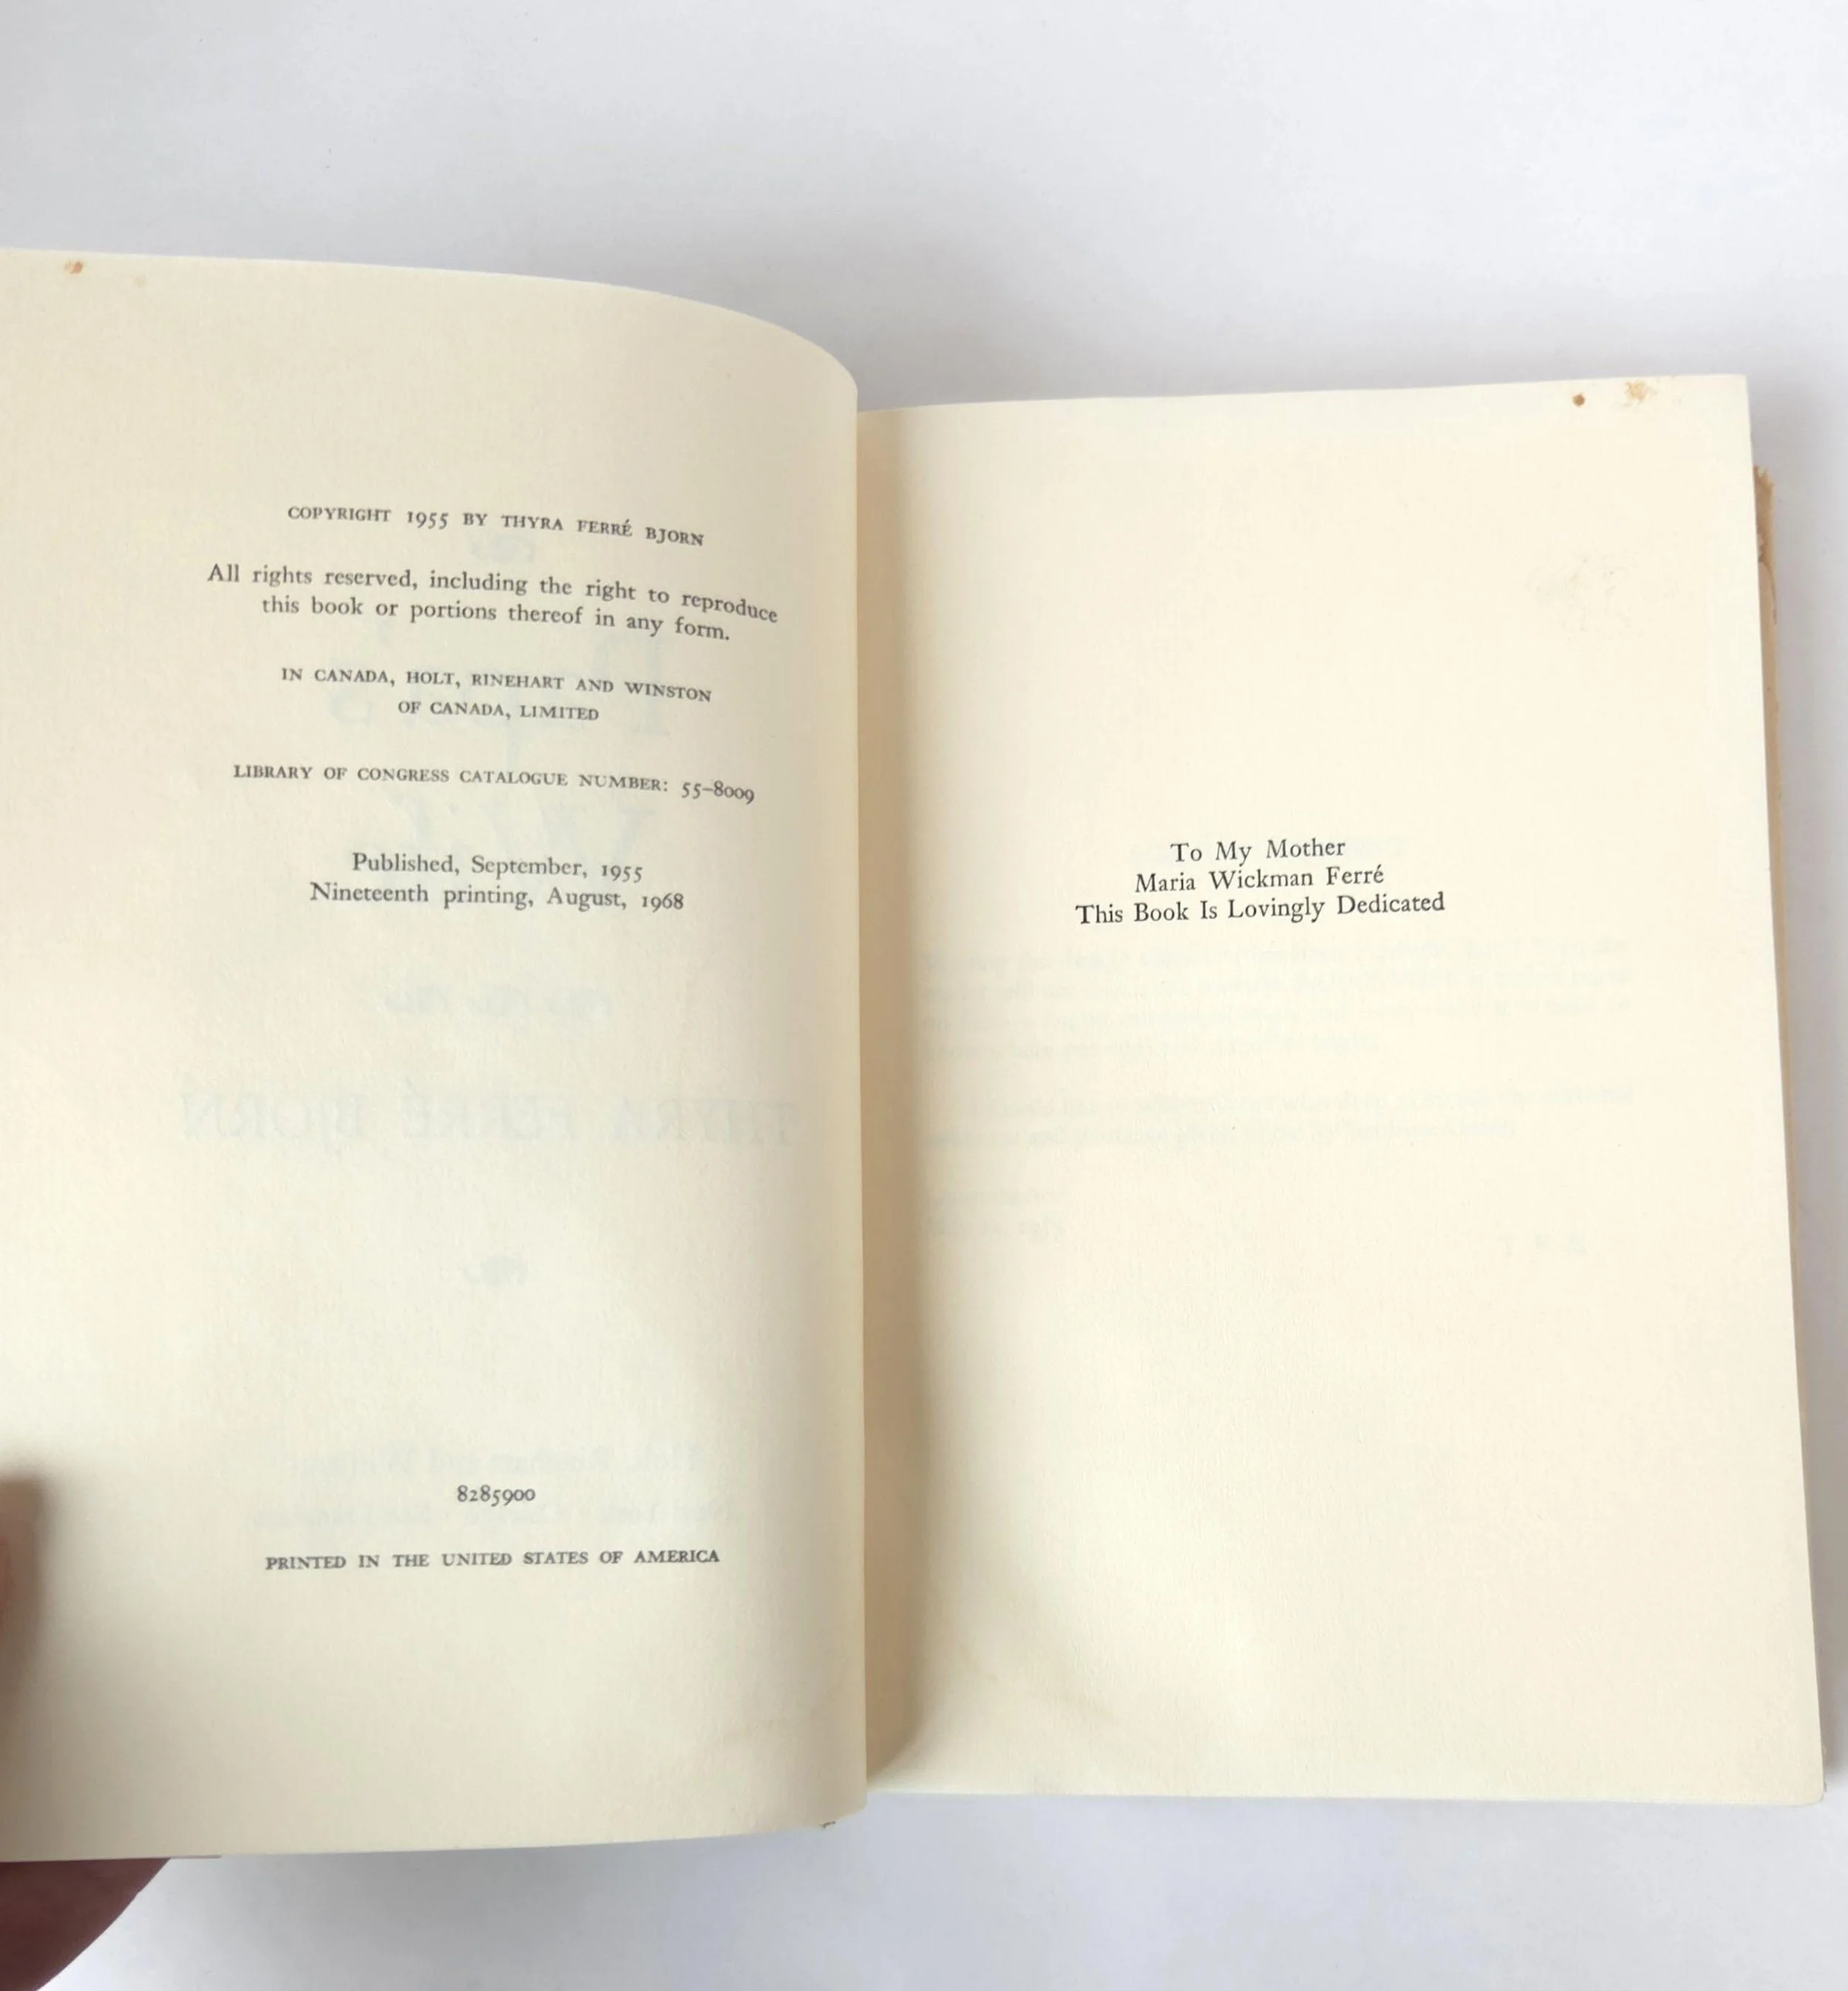 COPYRIGHT 1955 BY THYRA FERRÉ BJORN
All rights reserved, including the right to reproduce
this book or portions thereof in any form.
IN CANADA, HOLT, RINEHART AND WINSTON
OF CANADA, LIMITED
LIBRARY OF CONGRESS CATALOGUE NUMBER: 55–8009
Published, September, 1955
Nineteenth printing, August, 1968
THYRA FERRÉ BJORN
8285900
PRINTED IN THE UNITED STATES OF AMERICA
To My Mother
Maria Wickman Ferré
This Book Is Lovingly Dedicated